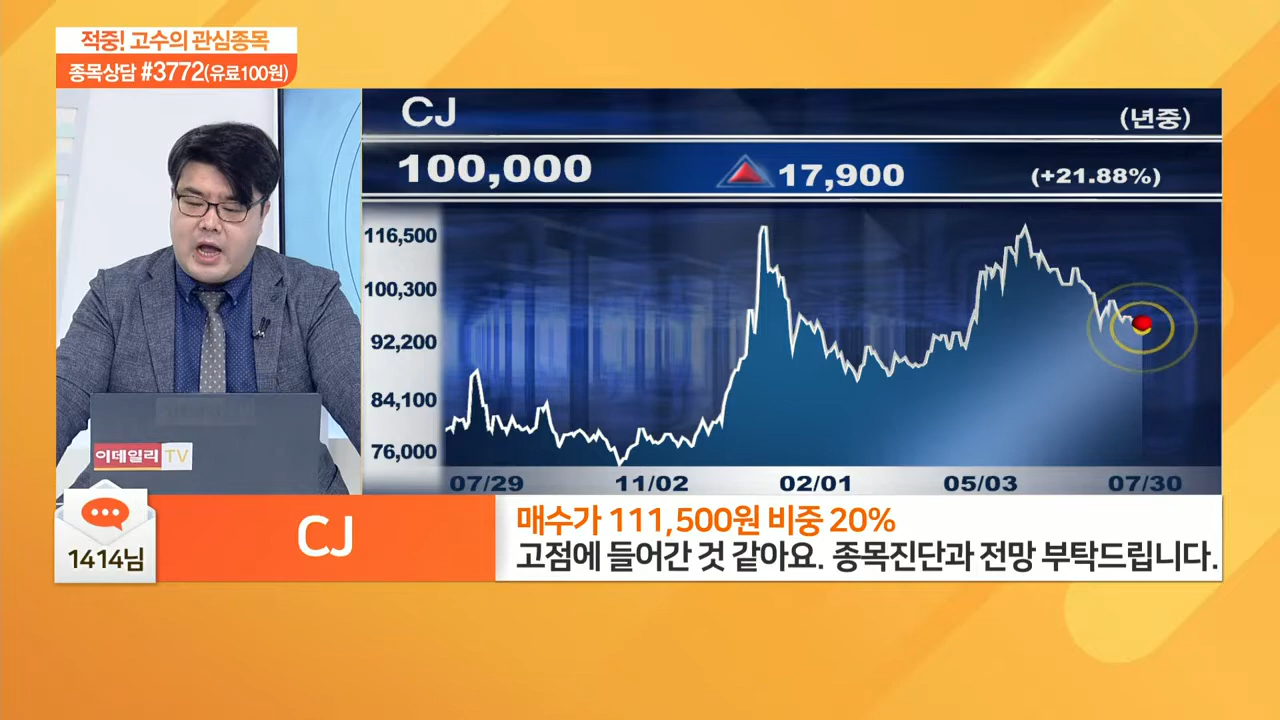 적중! 고수의 관심종목
종목상담 #3772(유료100원)
CJ
(년중)
100,000
17,900
(+21.88%)
116,500
100,300
92,200
84,100
76,000
07/29
11/02
02/01
05/03
07/30
이데일리 TV
1414님
CJ
매수가 111,500원 비중 20%
고점에 들어간 것 같아요. 종목진단과 전망 부탁드립니다.